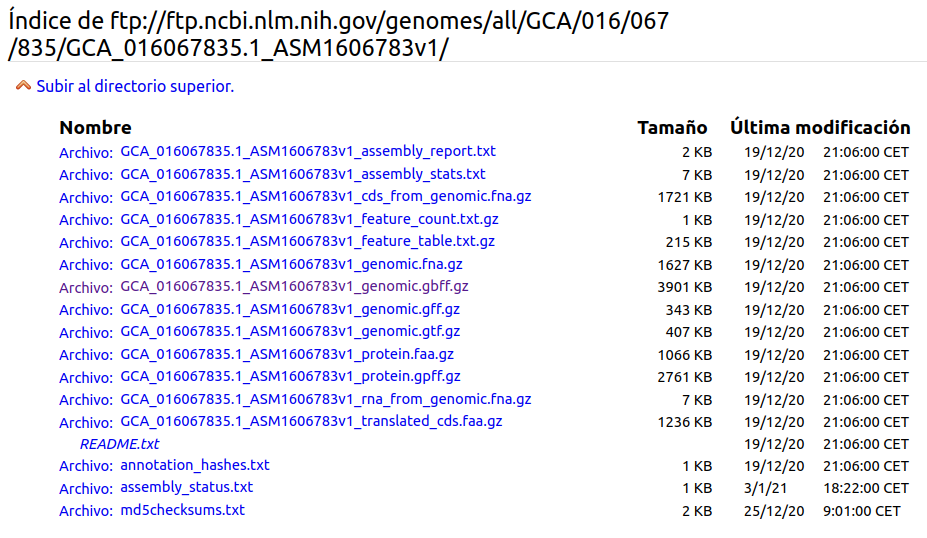 Índice de ftp://ftp.ncbi.nlm.nih.gov/genomes/all/GCA/016/067
/835/GCA_016067835.1_ASM1606783v1/
Subir al directorio superior.
Nombre Tamaño Última modificación
Archivo: GCA_016067835.1_ASM1606783v1_assembly_report.txt 2 KB 19/12/20 21:06:00 CET
Archivo: GCA_016067835.1_ASM1606783v1_assembly_stats.txt 7 KB 19/12/20 21:06:00 CET
Archivo: GCA_016067835.1_ASM1606783v1_cds_from_genomic.fna.gz 1721 KB 19/12/20 21:06:00 CET
Archivo: GCA_016067835.1_ASM1606783v1_feature_count.txt.gz 1 KB 19/12/20 21:06:00 CET
Archivo: GCA_016067835.1_ASM1606783v1_feature_table.txt.gz 215 KB 19/12/20 21:06:00 CET
Archivo: GCA_016067835.1_ASM1606783v1_genomic.fna.gz 1627 KB 19/12/20 21:06:00 CET
Archivo: GCA_016067835.1_ASM1606783v1_genomic.gbff.gz 3901 KB 19/12/20 21:06:00 CET
Archivo: GCA_016067835.1_ASM1606783v1_genomic.gff.gz 343 KB 19/12/20 21:06:00 CET
Archivo: GCA_016067835.1_ASM1606783v1_genomic.gtf.gz 407 KB 19/12/20 21:06:00 CET
Archivo: GCA_016067835.1_ASM1606783v1_protein.faa.gz 1066 KB 19/12/20 21:06:00 CET
Archivo: GCA_016067835.1_ASM1606783v1_protein.gpff.gz 2761 KB 19/12/20 21:06:00 CET
Archivo: GCA_016067835.1_ASM1606783v1_rna_from_genomic.fna.gz 7 KB 19/12/20 21:06:00 CET
Archivo: GCA_016067835.1_ASM1606783v1_translated_cds.faa.gz 1236 KB 19/12/20 21:06:00 CET
README.txt 19/12/20 21:06:00 CET
Archivo: annotation_hashes.txt 1 KB 19/12/20 21:06:00 CET
Archivo: assembly_status.txt 1 KB 3/1/21 18:22:00 CET
Archivo: md5checksums.txt 2 KB 25/12/20 9:01:00 CET